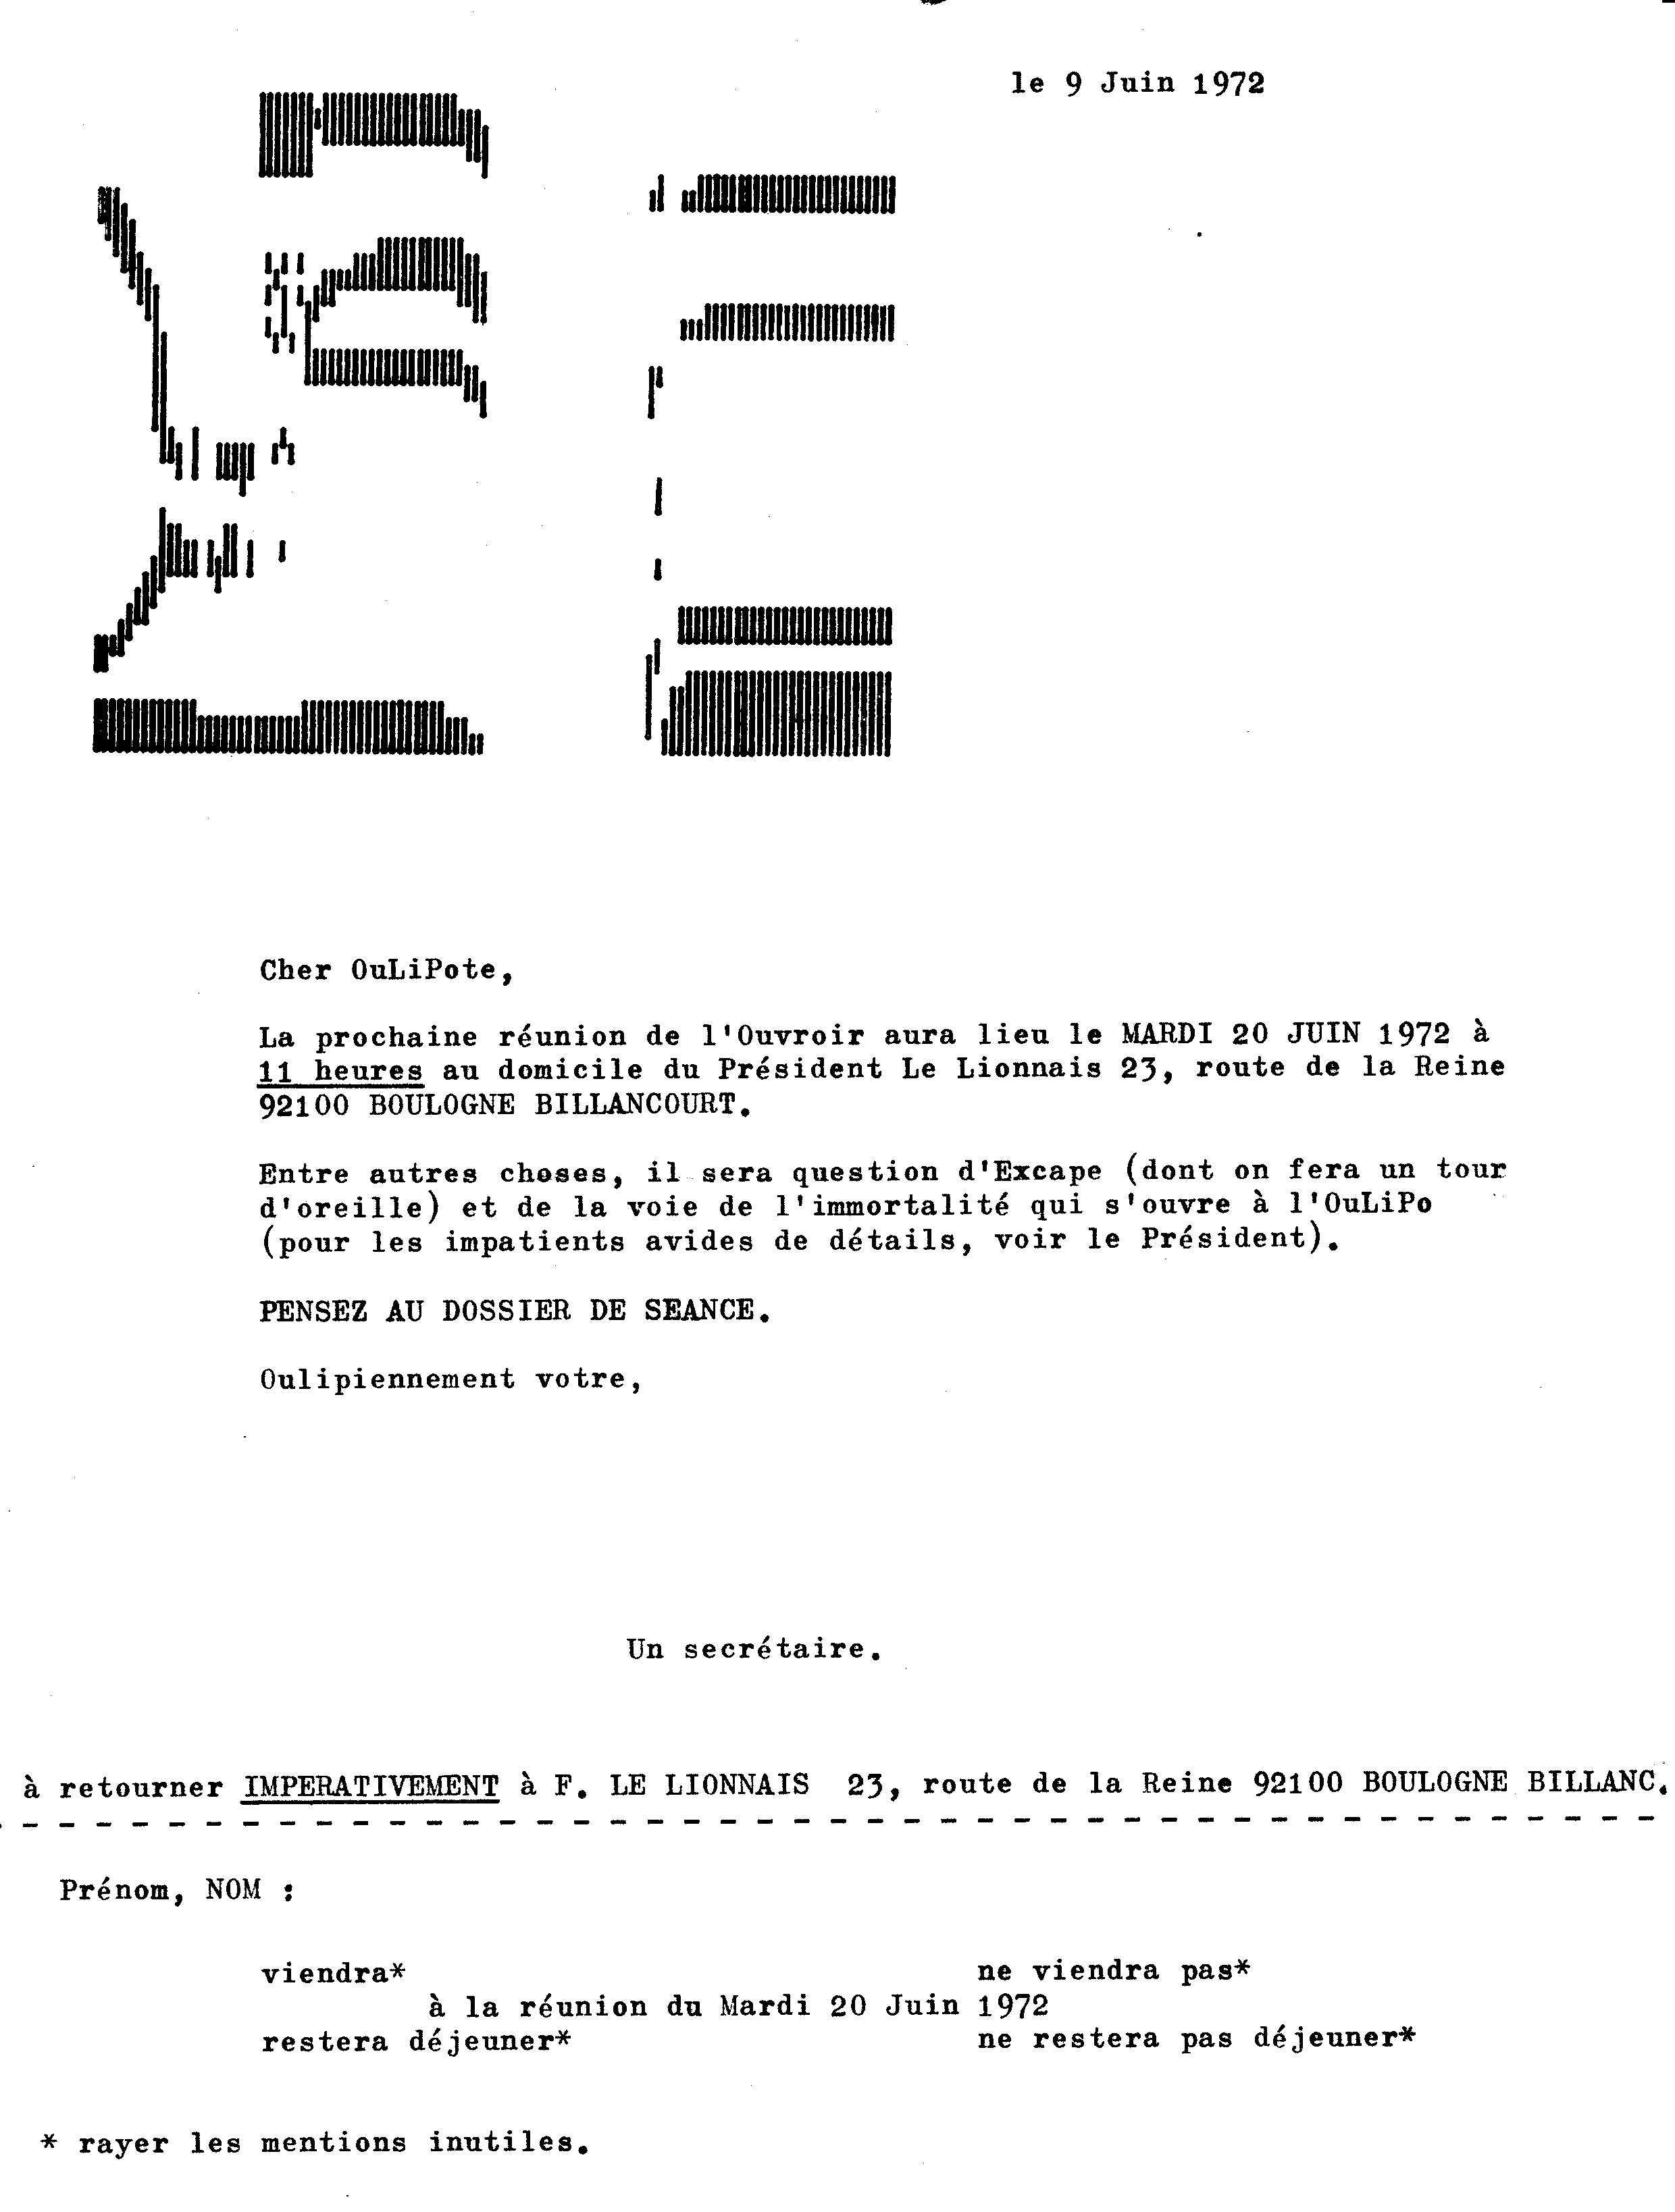 le 9 Juin 1972
Cher OuLiPote,
La prochaine réunion de l'Ouvroir aura lieu le MARDI 20 JUIN 1972 à
11 heures au domicile du Président Le Lionnais 23, route de la Reine
92100 BOULOGNE BILLANCOURT.
Entre autres choses, il sera question d'Excape (dont on fera un tour
d'oreille) et de la voie de l'immortalité qui s'ouvre à l'OuLiPo
(pour les impatients avides de détails, voir le Président).
PENSEZ AU DOSSIER DE SEANCE.
Oulipiennement votre,
Un secrétaire.
à retourner IMPERATIVEMENT à F. LE LIONNAIS 23, route de la Reine 92100 BOULOGNE BILLANC.
Prénom, NOM :
viendra* ne viendra pas*
à la réunion du Mardi 20 Juin 1972
restera déjeuner* ne restera pas déjeuner*
* rayer les mentions inutiles.